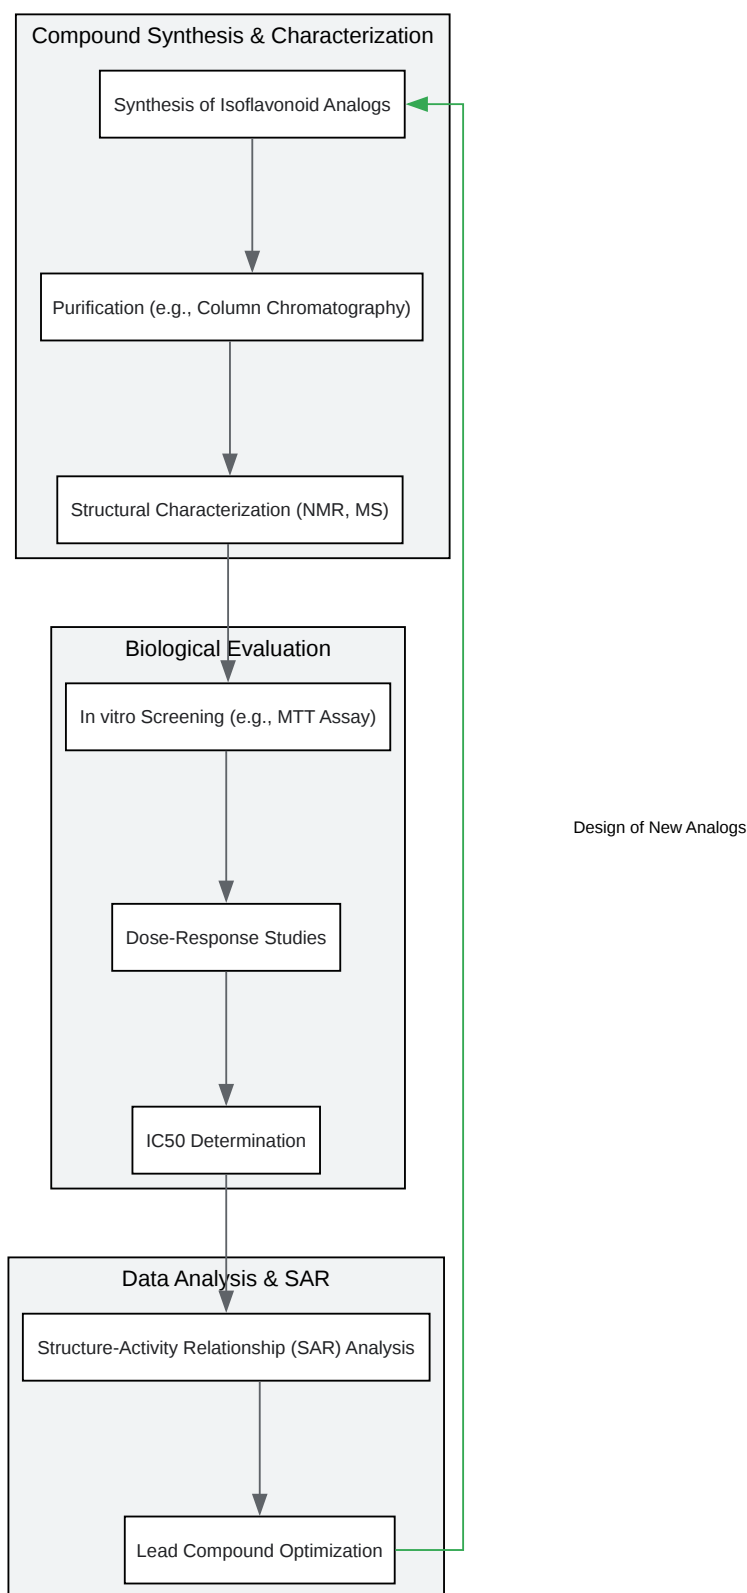 Compound Synthesis & Characterization
Synthesis of Isoflavonoid Analogs
Purification (e.g., Column Chromatography)
Structural Characterization (NMR, MS)
Biological Evaluation
In vitro Screening (e.g., MTT Assay)
Design of New Analogs
Dose-Response Studies
IC50 Determination
Data Analysis & SAR
Structure-Activity Relationship (SAR) Analysis
Lead Compound Optimization